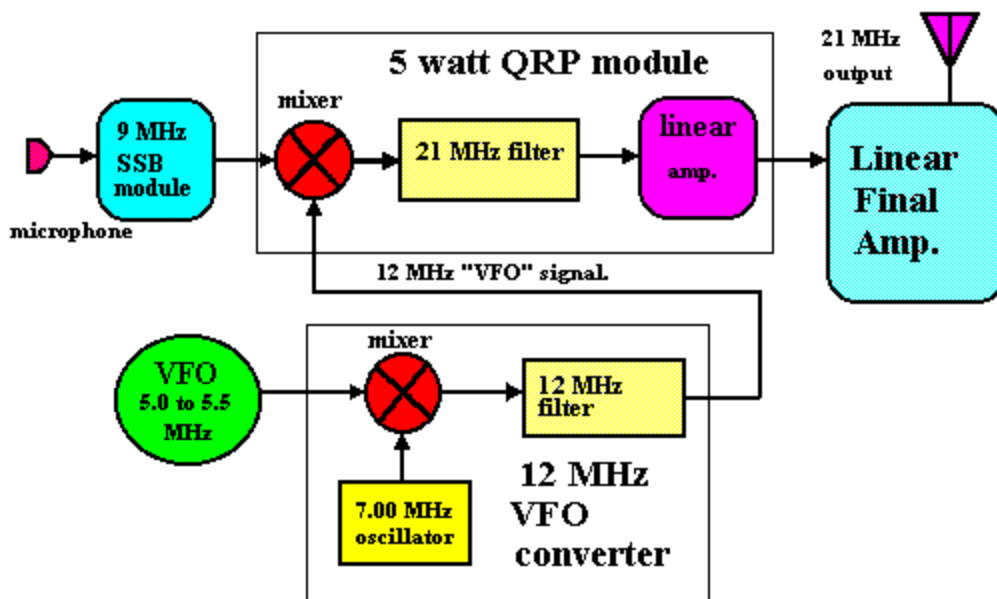 21 MHz
output
5 watt QRP module
mixer
9 MHz
SSB
module
21 MHz filter
linear
amp.
Linear
Final
Amp.
microphone
12 MHz "VFO" signal.
mixer
VFO
5.0 to 5.5
MHz
12 MHz
filter
7.00 MHz
oscillator
12 MHz
VFO
converter